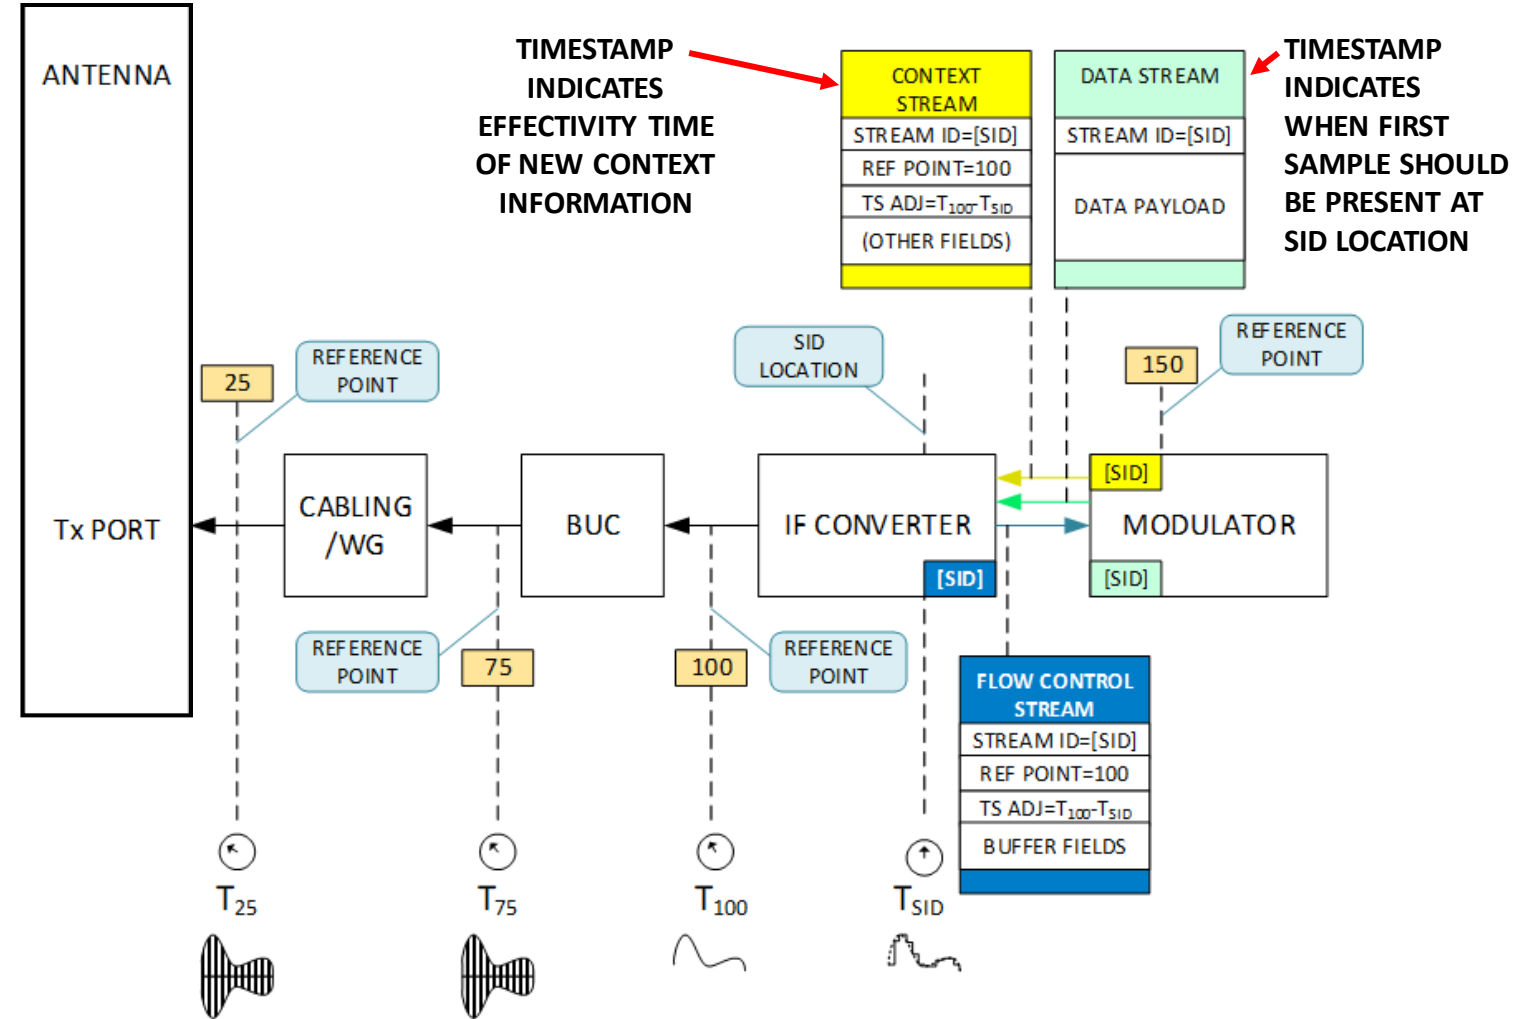 ANTENNA
TIMESTAMP
INDICATES
EFFECTIVITY TIME
OF NEW CONTEXT
INFORMATION
CONTEXT
STREAM
STREAM ID=[SID]
REF POINT=100
TS ADJ=T100-TSID
(OTHER FIELDS)
DATA STREAM
STREAM ID=[SID]
DATA PAYLOAD
TIMESTAMP
INDICATES
WHEN FIRST
SAMPLE SHOULD
BE PRESENT AT
SID LOCATION
25
REFERENCE
POINT
SID
LOCATION
150
REFERENCE
POINT
Tx PORT
CABLING
/WG
BUC
IF CONVERTER
[SID]
[SID]
MODULATOR
[SID]
REFERENCE
POINT
75
100
REFERENCE
POINT
FLOW CONTROL
STREAM
STREAM ID=[SID]
REF POINT=100
TS ADJ=T100-TSID
BUFFER FIELDS
T25
T75
T100
TSID